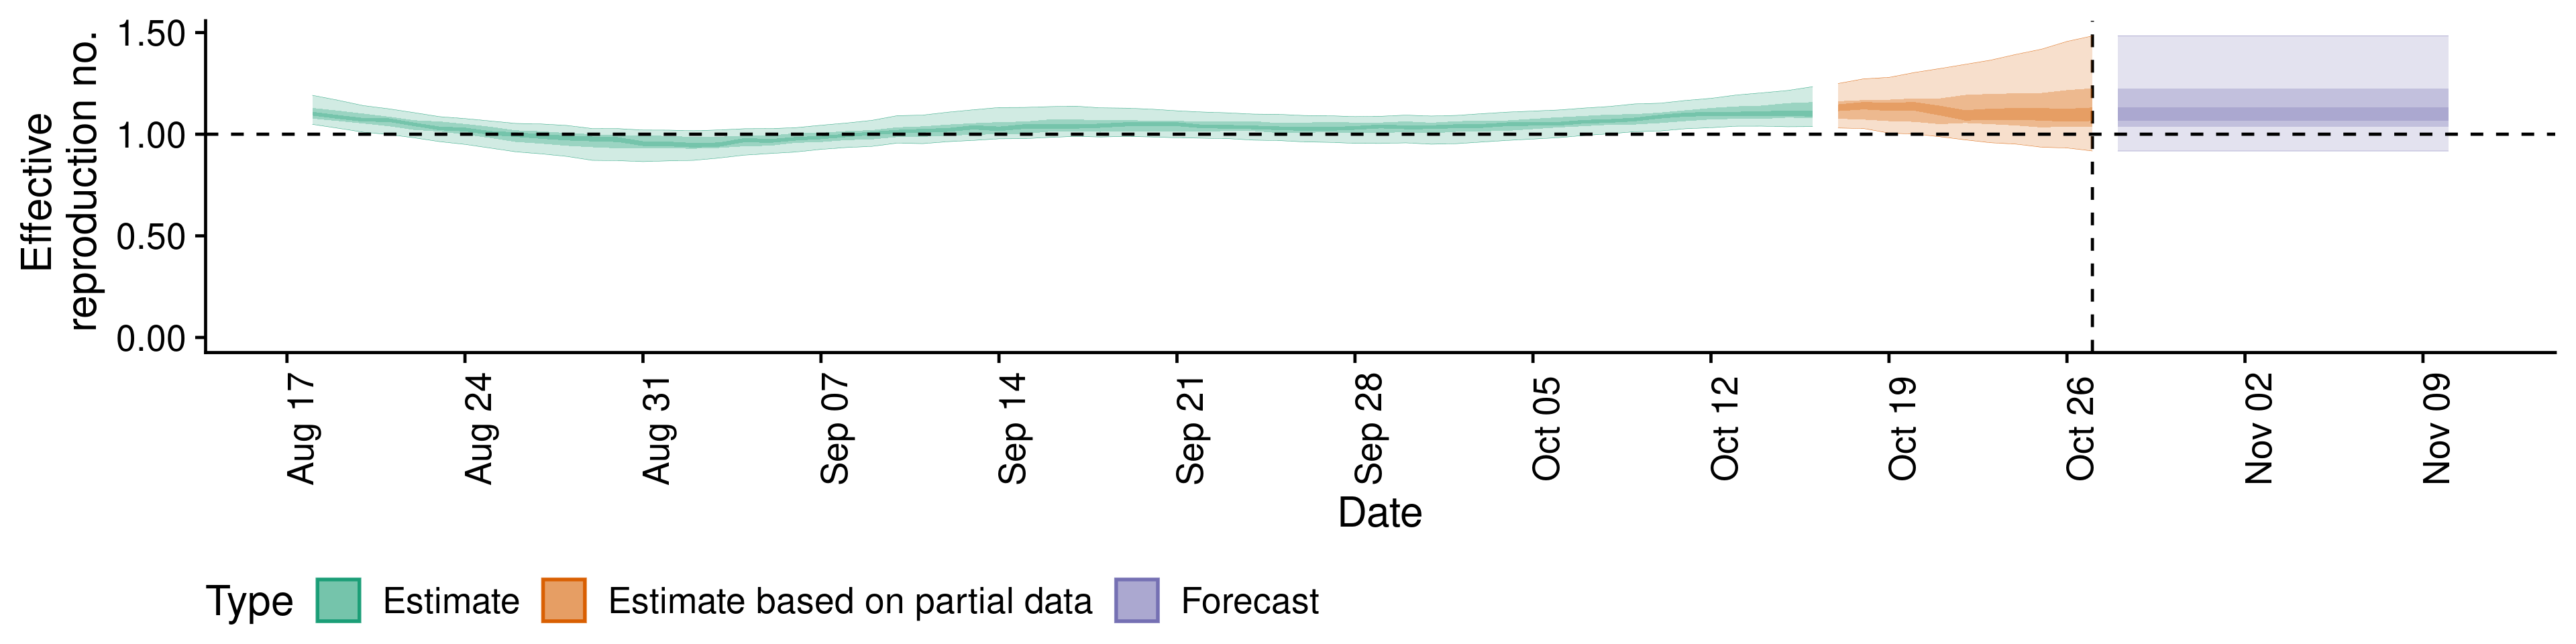 Effective
reproduction no.
1.50
1.00
0.50
0.00
Aug 17
Aug 24
Aug 31
Sep 07
Sep 14
Sep 21
Sep 28
Oct 05
Oct 12
Oct 19
Oct 26
Nov 02
Nov 09
Date
Type Estimate Estimate based on partial data Forecast